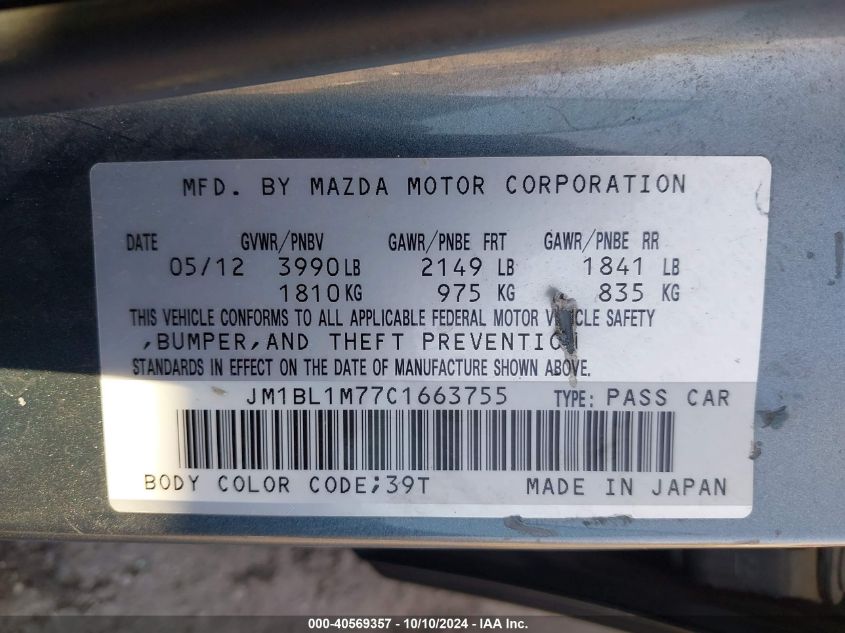 MFD. BY MAZDA MOTOR CORPORATION
DATE GVWR/PNBV GAWR/PNBE FRT GAWR/PNBE RR
05/12 3990 LB 2149 LB 1841 LB
1810 KG 975 KG 835 KG
THIS VEHICLE CONFORMS TO ALL APPLICABLE FEDERAL MOTOR VEHICLE SAFETY
,BUMPER,AND THEFT PREVENTION
STANDARDS IN EFFECT ON THE DATE OF MANUFACTURE SHOWN ABOVE.
JM1BL1M77C1663755 TYPE: PASS CAR
BODY COLOR CODE;39T MADE IN JAPAN
000-40569357 - 10/10/2024 - IAA Inc.